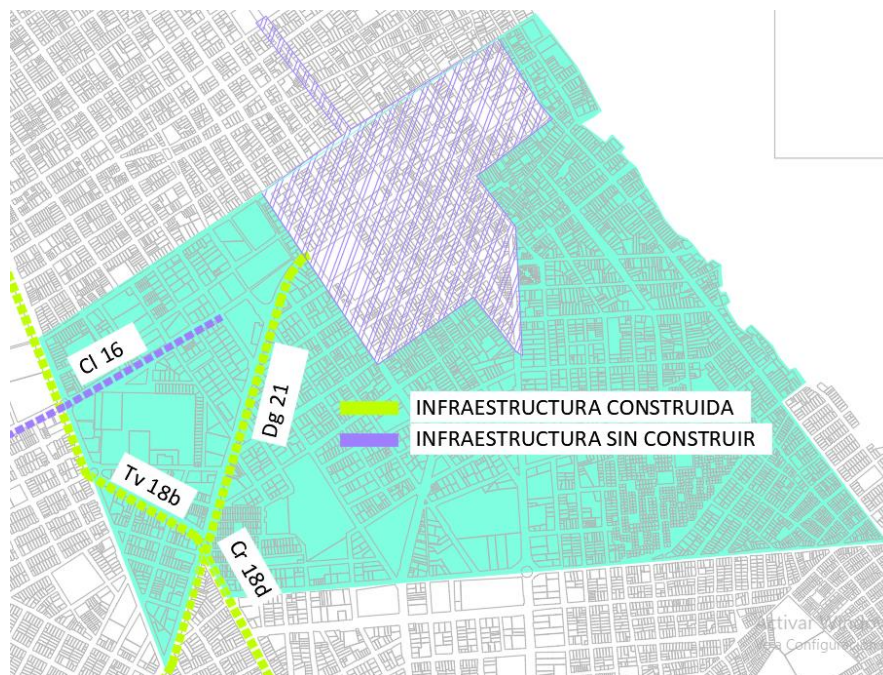 Cl 16
Dg 21
INFRAESTRUCTURA CONSTRUIDA
INFRAESTRUCTURA SIN CONSTRUIR
Tv 18b
Cr 18d
Activar Windows